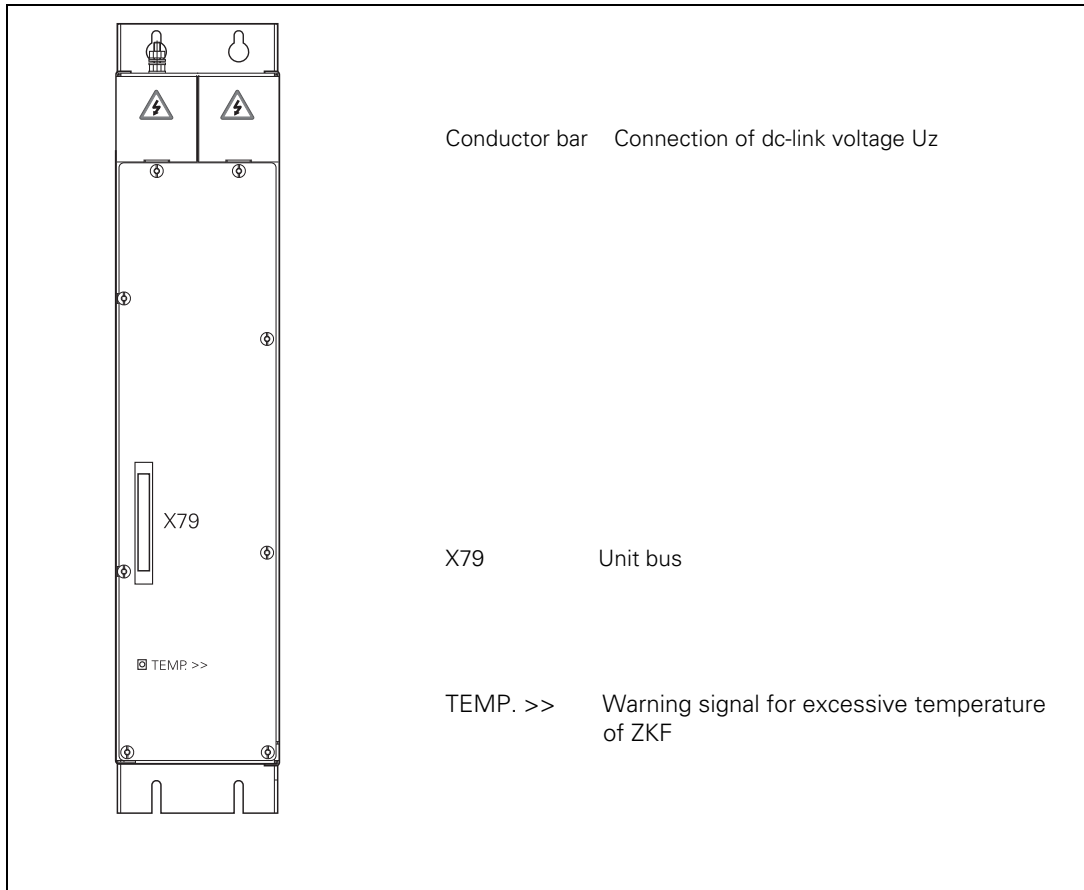 Conductor bar Connection of dc-link voltage Uz
X79
X79 Unit bus
TEMP. >>
TEMP. >> Warning signal for excessive temperature
of ZKF